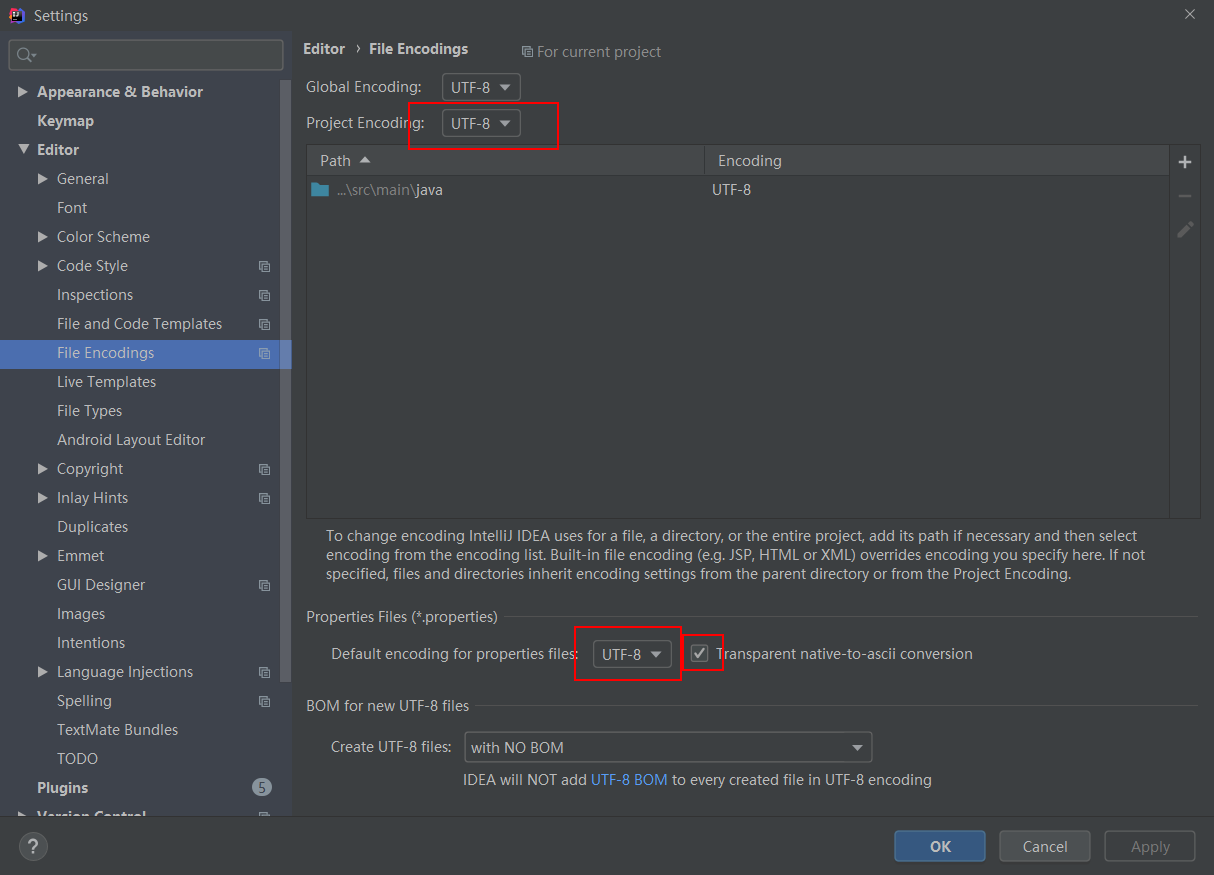 Settings
Appearance & Behavior
Keymap
Editor
General
Font
Color Scheme
Code Style
Inspections
File and Code Templates
File Encodings
Live Templates
File Types
Android Layout Editor
Copyright
Inlay Hints
Duplicates
Emmet
GUI Designer
Images
Intentions
Language Injections
Spelling
TextMate Bundles
TODO
Plugins 5
Version Control
Editor › File Encodings For current project
Global Encoding: UTF-8
Project Encoding: UTF-8
Path Encoding
...\src\main\java UTF-8
To change encoding IntelliJ IDEA uses for a file, a directory, or the entire project, add its path if necessary and then select
encoding from the encoding list. Built-in file encoding (e.g. JSP, HTML or XML) overrides encoding you specify here. If not
specified, files and directories inherit encoding settings from the parent directory or from the Project Encoding.
Properties Files (*.properties)
Default encoding for properties files: UTF-8 Transparent native-to-ascii conversion
BOM for new UTF-8 files
Create UTF-8 files: with NO BOM
IDEA will NOT add UTF-8 BOM to every created file in UTF-8 encoding
? OK Cancel Apply